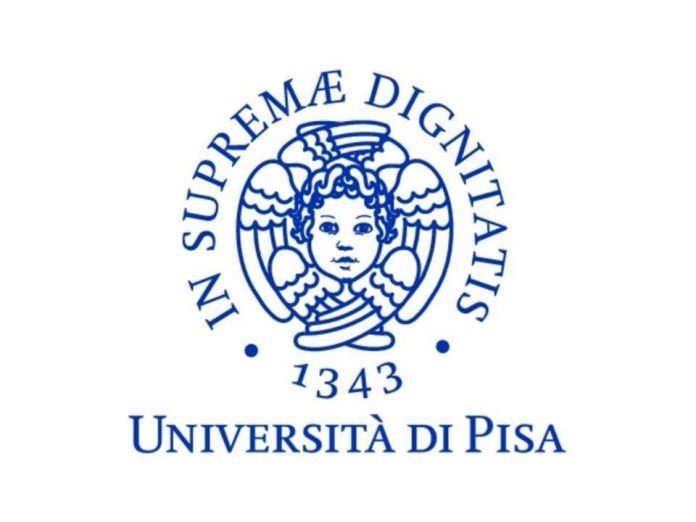 IN SUPREMÆ DIGNITATIS
• 1343 •
UNIVERSITÀ DI PISA